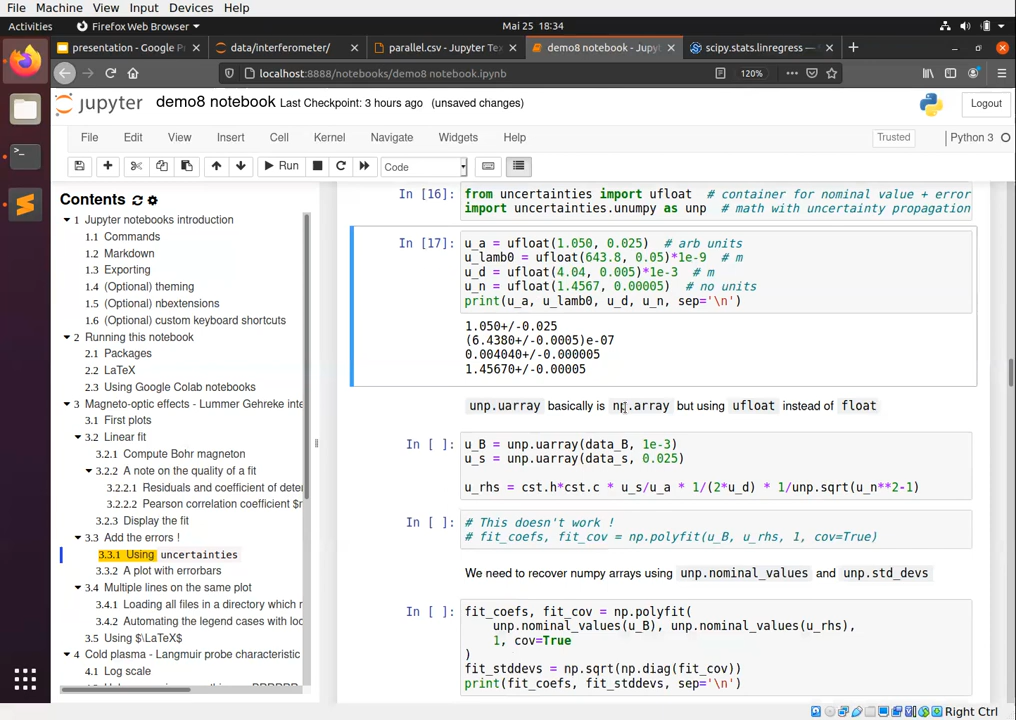 File Machine View Input Devices Help
Activities Firefox Web Browser Mai 25 18:34
presentation - Google P data/interferometer/ parallel.csv - Jupyter Te demo8 notebook - Jupy scipy.stats.linregress —
localhost:8888/notebooks/demo8 notebook.ipynb 120%
jupyter demo8 notebook Last Checkpoint: 3 hours ago (unsaved changes) Logout
File Edit View Insert Cell Kernel Navigate Widgets Help Trusted Python 3
Run Code
Contents
1 Jupyter notebooks introduction
1.1 Commands
1.2 Markdown
1.3 Exporting
1.4 (Optional) theming
1.5 (Optional) nbextensions
1.6 (Optional) custom keyboard shortcuts
2 Running this notebook
2.1 Packages
2.2 LaTeX
2.3 Using Google Colab notebooks
3 Magneto-optic effects - Lummer Gehreke inte
3.1 First plots
3.2 Linear fit
3.2.1 Compute Bohr magneton
3.2.2 A note on the quality of a fit
3.2.2.1 Residuals and coefficient of deter
3.2.2.2 Pearson correlation coefficient $r
3.2.3 Display the fit
3.3 Add the errors !
3.3.1 Using uncertainties
3.3.2 A plot with errorbars
3.4 Multiple lines on the same plot
3.4.1 Loading all files in a directory which r
3.4.2 Automating the legend cases with loc
3.5 Using $\LaTeX$
4 Cold plasma - Langmuir probe characteristic
4.1 Log scale
In [16]: from uncertainties import ufloat # container for nominal value + error
import uncertainties.unumpy as unp # math with uncertainty propagation
In [17]: u_a = ufloat(1.050, 0.025) # arb units
u_lamb0 = ufloat(643.8, 0.05)*1e-9 # m
u_d = ufloat(4.04, 0.005)*1e-3 # m
u_n = ufloat(1.4567, 0.00005) # no units
print(u_a, u_lamb0, u_d, u_n, sep='\n')
1.050+/-0.025
(6.4380+/-0.0005)e-07
0.004040+/-0.000005
1.45670+/-0.00005
unp.uarray basically is np.array but using ufloat instead of float
In [ ]: u_B = unp.uarray(data_B, 1e-3)
u_s = unp.uarray(data_s, 0.025)
u_rhs = cst.h*cst.c * u_s/u_a * 1/(2*u_d) * 1/unp.sqrt(u_n**2-1)
In [ ]: # This doesn't work !
# fit_coefs, fit_cov = np.polyfit(u_B, u_rhs, 1, cov=True)
We need to recover numpy arrays using unp.nominal_values and unp.std_devs
In [ ]: fit_coefs, fit_cov = np.polyfit(
unp.nominal_values(u_B), unp.nominal_values(u_rhs),
1, cov=True
)
fit_stddevs = np.sqrt(np.diag(fit_cov))
print(fit_coefs, fit_stddevs, sep='\n')
Right Ctrl